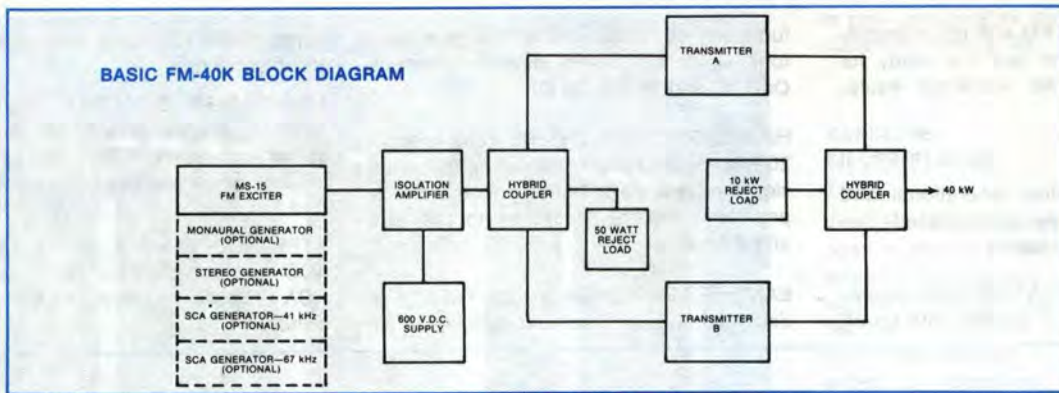 BASIC FM-40K BLOCK DIAGRAM
TRANSMITTER
A
MS-15
FM EXCITER
ISOLATION
AMPLIFIER
HYBRID
COUPLER
10 kW
REJECT
LOAD
HYBRID
COUPLER
40 kW
MONAURAL GENERATOR
(OPTIONAL)
50 WATT
REJECT
LOAD
STEREO GENERATOR
(OPTIONAL)
SCA GENERATOR—41 kHz
(OPTIONAL)
600 V.D.C.
SUPPLY
TRANSMITTER
B
SCA GENERATOR—67 kHz
(OPTIONAL)